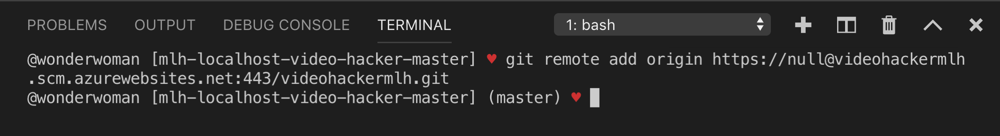 PROBLEMS OUTPUT DEBUG CONSOLE TERMINAL 1: bash
@wonderwoman [mlh-localhost-video-hacker-master] ♥ git remote add origin https://null@videohackermlh
.scm.azurewebsites.net:443/videohackermlh.git
@wonderwoman [mlh-localhost-video-hacker-master] (master) ♥